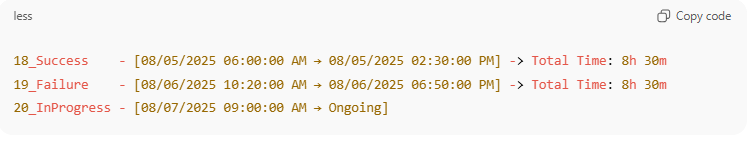 less
Copy code
18_Success    - [08/05/2025 06:00:00 AM → 08/05/2025 02:30:00 PM] -> Total Time: 8h 30m
19_Failure    - [08/06/2025 10:20:00 AM → 08/06/2025 06:50:00 PM] -> Total Time: 8h 30m
20_InProgress - [08/07/2025 09:00:00 AM → Ongoing]